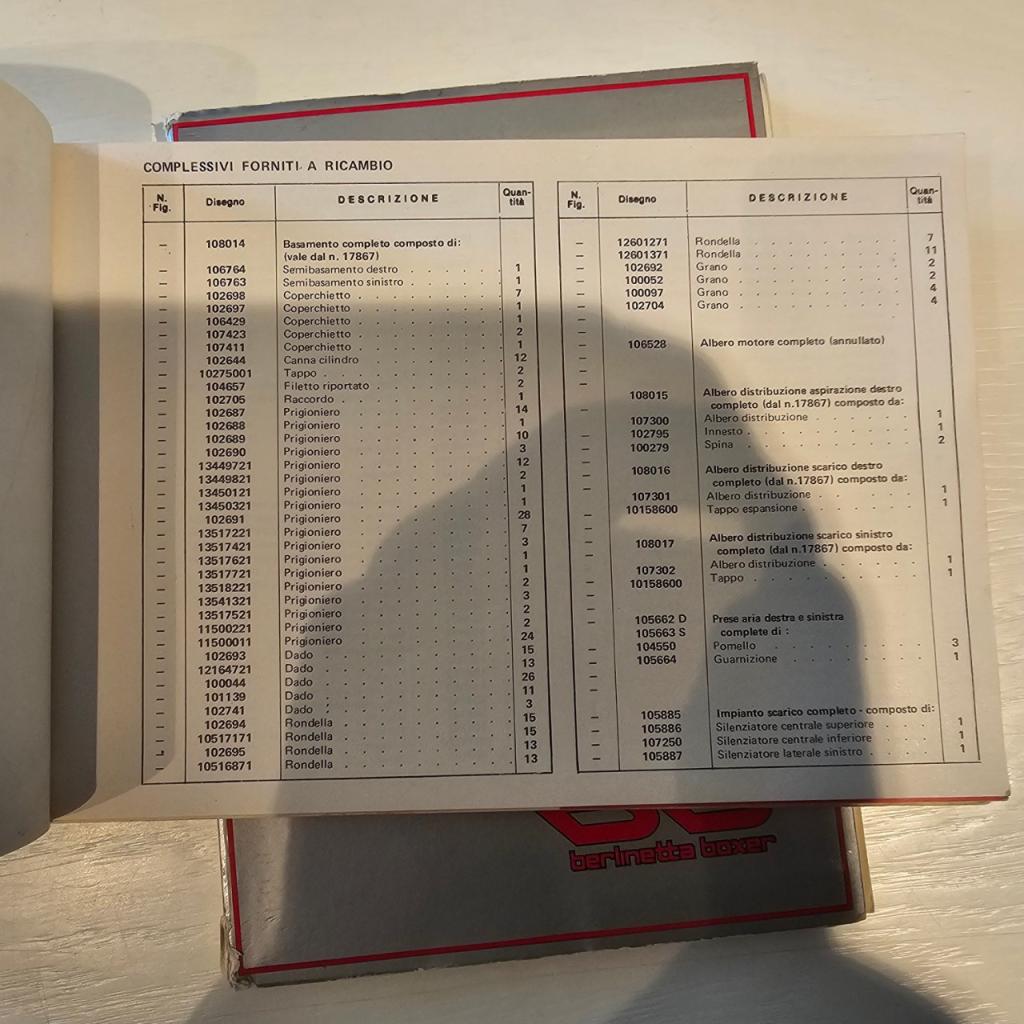 COMPLESSIVI FORNITI A RICAMBIO
N. Fig. Disegno DESCRIZIONE Quantità
– 108014 Basamento completo composto di:
(vale dal n. 17867)
– 106764 Semibasamento destro . . . . . . 1
– 106763 Semibasamento sinistro . . . . . . 1
– 102698 Coperchietto . . . . . . . . . 7
– 102697 Coperchietto . . . . . . . . . 1
– 106429 Coperchietto . . . . . . . . . 1
– 107423 Coperchietto . . . . . . . . . 2
– 107411 Coperchietto . . . . . . . . . 1
– 102644 Canna cilindro . . . . . . . . 12
– 10275001 Tappo . . . . . . . . . . 2
– 104657 Filetto riportato . . . . . . . . 2
– 102705 Raccordo . . . . . . . . . . 1
– 102687 Prigioniero . . . . . . . . . 14
– 102688 Prigioniero . . . . . . . . . 1
– 102689 Prigioniero . . . . . . . . . 10
– 102690 Prigioniero . . . . . . . . . 3
– 13449721 Prigioniero . . . . . . . . . 12
– 13449821 Prigioniero . . . . . . . . . 2
– 13450121 Prigioniero . . . . . . . . . 1
– 13450321 Prigioniero . . . . . . . . . 1
– 102691 Prigioniero . . . . . . . . . 28
– 13517221 Prigioniero . . . . . . . . . 7
– 13517421 Prigioniero . . . . . . . . . 3
– 13517621 Prigioniero . . . . . . . . . 1
– 13517721 Prigioniero . . . . . . . . . 1
– 13518221 Prigioniero . . . . . . . . . 2
– 13541321 Prigioniero . . . . . . . . . 3
– 13517521 Prigioniero . . . . . . . . . 2
– 11500221 Prigioniero . . . . . . . . . 2
– 11500011 Prigioniero . . . . . . . . . 24
– 102693 Dado . . . . . . . . . . . 15
– 12164721 Dado . . . . . . . . . . . 13
– 100044 Dado . . . . . . . . . . . 26
– 101139 Dado . . . . . . . . . . . 11
– 102741 Dado . . . . . . . . . . . 3
– 102694 Rondella . . . . . . . . . . 15
– 10517171 Rondella . . . . . . . . . . 15
– 102695 Rondella . . . . . . . . . . 13
– 10516871 Rondella . . . . . . . . . . 13
N. Fig. Disegno DESCRIZIONE Quantità
– 12601271 Rondella . . . . . . . . . 7
– 12601371 Rondella . . . . . . . . . 11
– 102692 Grano . . . . . . . . . . 2
– 100052 Grano . . . . . . . . . . 2
– 100097 Grano . . . . . . . . . . 4
– 102704 Grano . . . . . . . . . . 4
– 106528 Albero motore completo (annullato)
108015 Albero distribuzione aspirazione destro
completo (dal n.17867) composto da:
– 107300 Albero distribuzione . . . . . . 1
– 102795 Innesto . . . . . . . . . . 1
– 100279 Spina . . . . . . . . . . 2
– 108016 Albero distribuzione scarico destro
completo (dal n.17867) composto da:
– 107301 Albero distribuzione . . . . . . 1
– 10158600 Tappo espansione . . . . . . . 1
– 108017 Albero distribuzione scarico sinistro
completo (dal n.17867) composto da:
– 107302 Albero distribuzione . . . . . . 1
– 10158600 Tappo . . . . . . . . . . 1
– 105662 D Prese aria destra e sinistra
– 105663 S complete di :
– 104550 Pomello . . . . . . . . . 3
– 105664 Guarnizione . . . . . . . . 1
– 105885 Impianto scarico completo - composto di:
– 105886 Silenziatore centrale superiore . . . . 1
– 107250 Silenziatore centrale inferiore . . . . 1
– 105887 Silenziatore laterale sinistro . . . . 1
berlinetta boxer